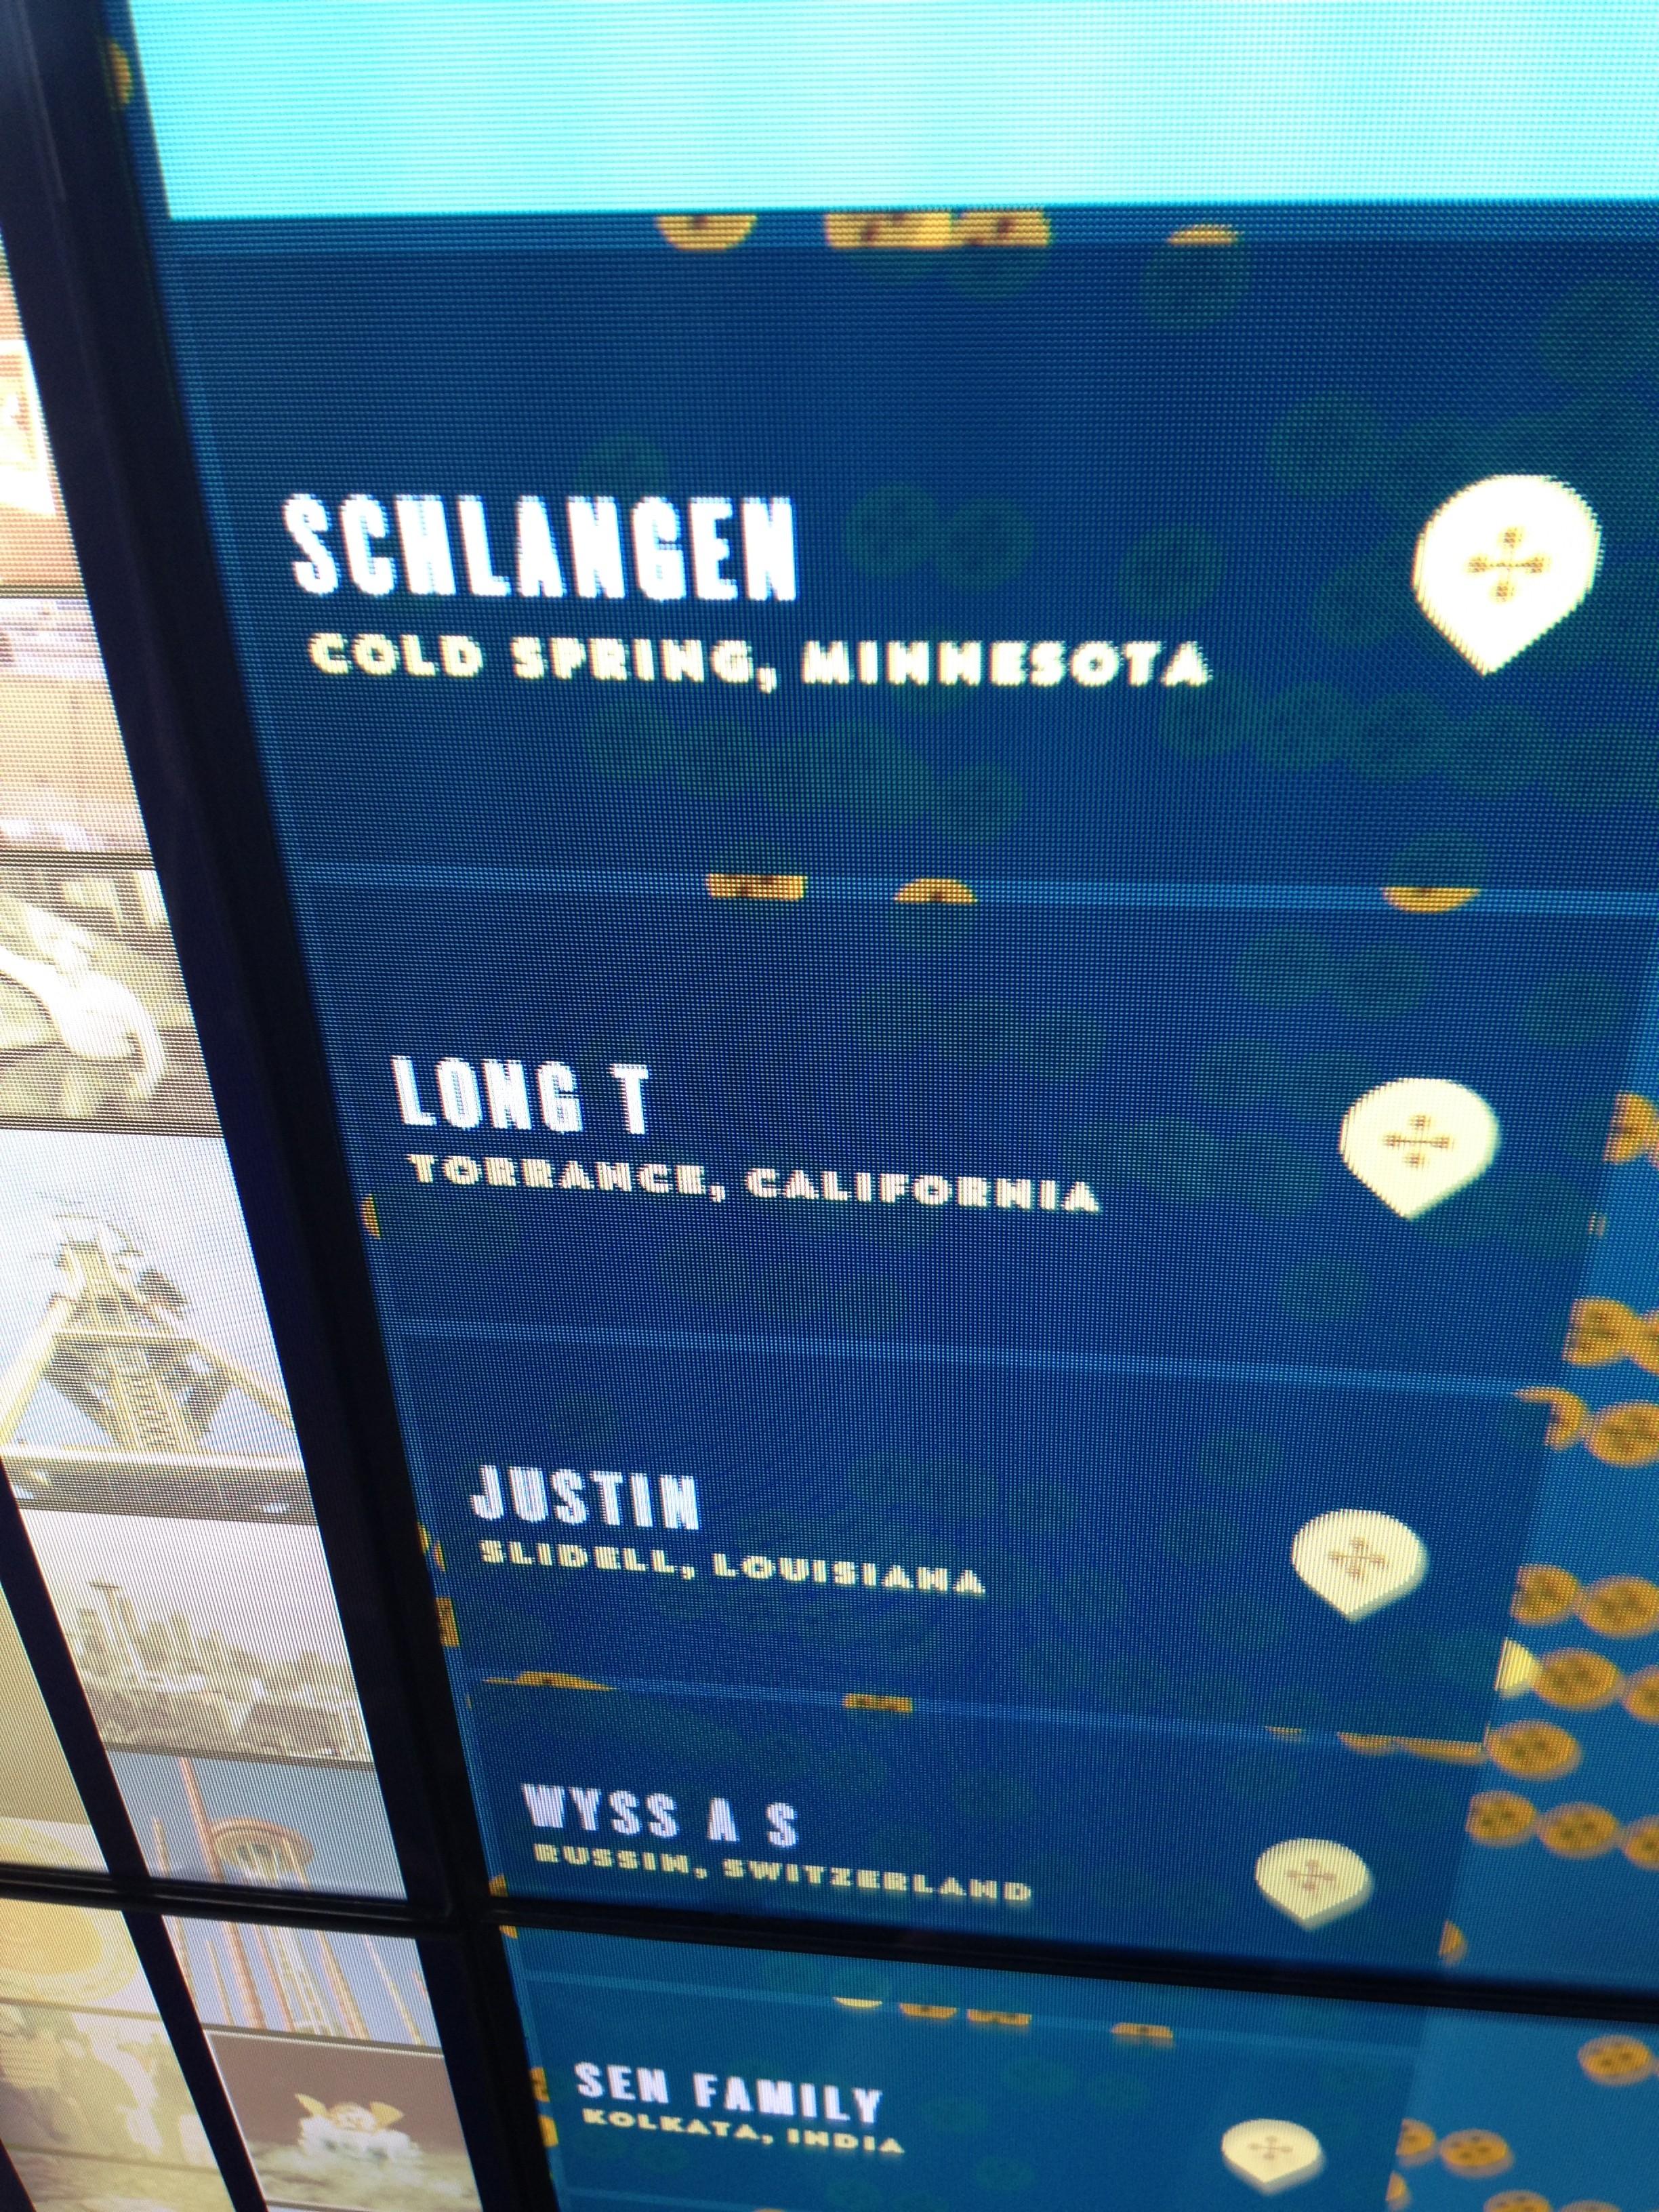 SCHLANGEN
COLD SPRING, MINNESOTA
LONG T
TORRANCE, CALIFORNIA
JUSTIN
SLIDELL, LOUISIANA
WYSS A S
RUSSIN, SWITZERLAND
SEN FAMILY
KOLKATA, INDIA